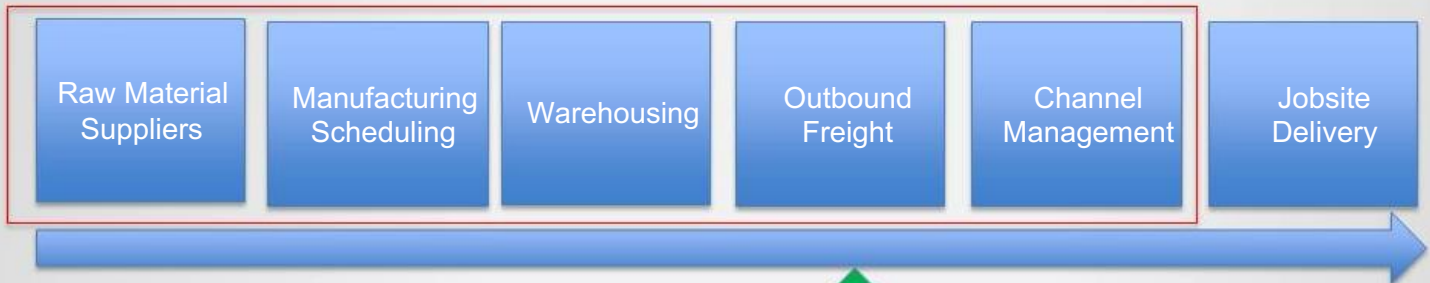 Raw Material
Suppliers
Manufacturing
Scheduling
Warehousing
Outbound
Freight
Channel
Management
Jobsite
Delivery